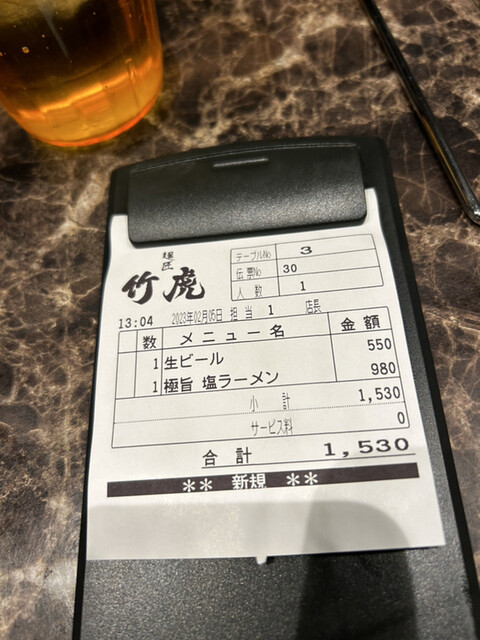 麺匠
竹虎
テーブルNo 3
伝票No 30
人数 1
13:04 2023年02月05日 担当 1 店長
数 メニュー名 金額
1 生ビール 550
1 極旨 塩ラーメン 980
小計 1,530
サービス料 0
合計 1,530
** 新規 **